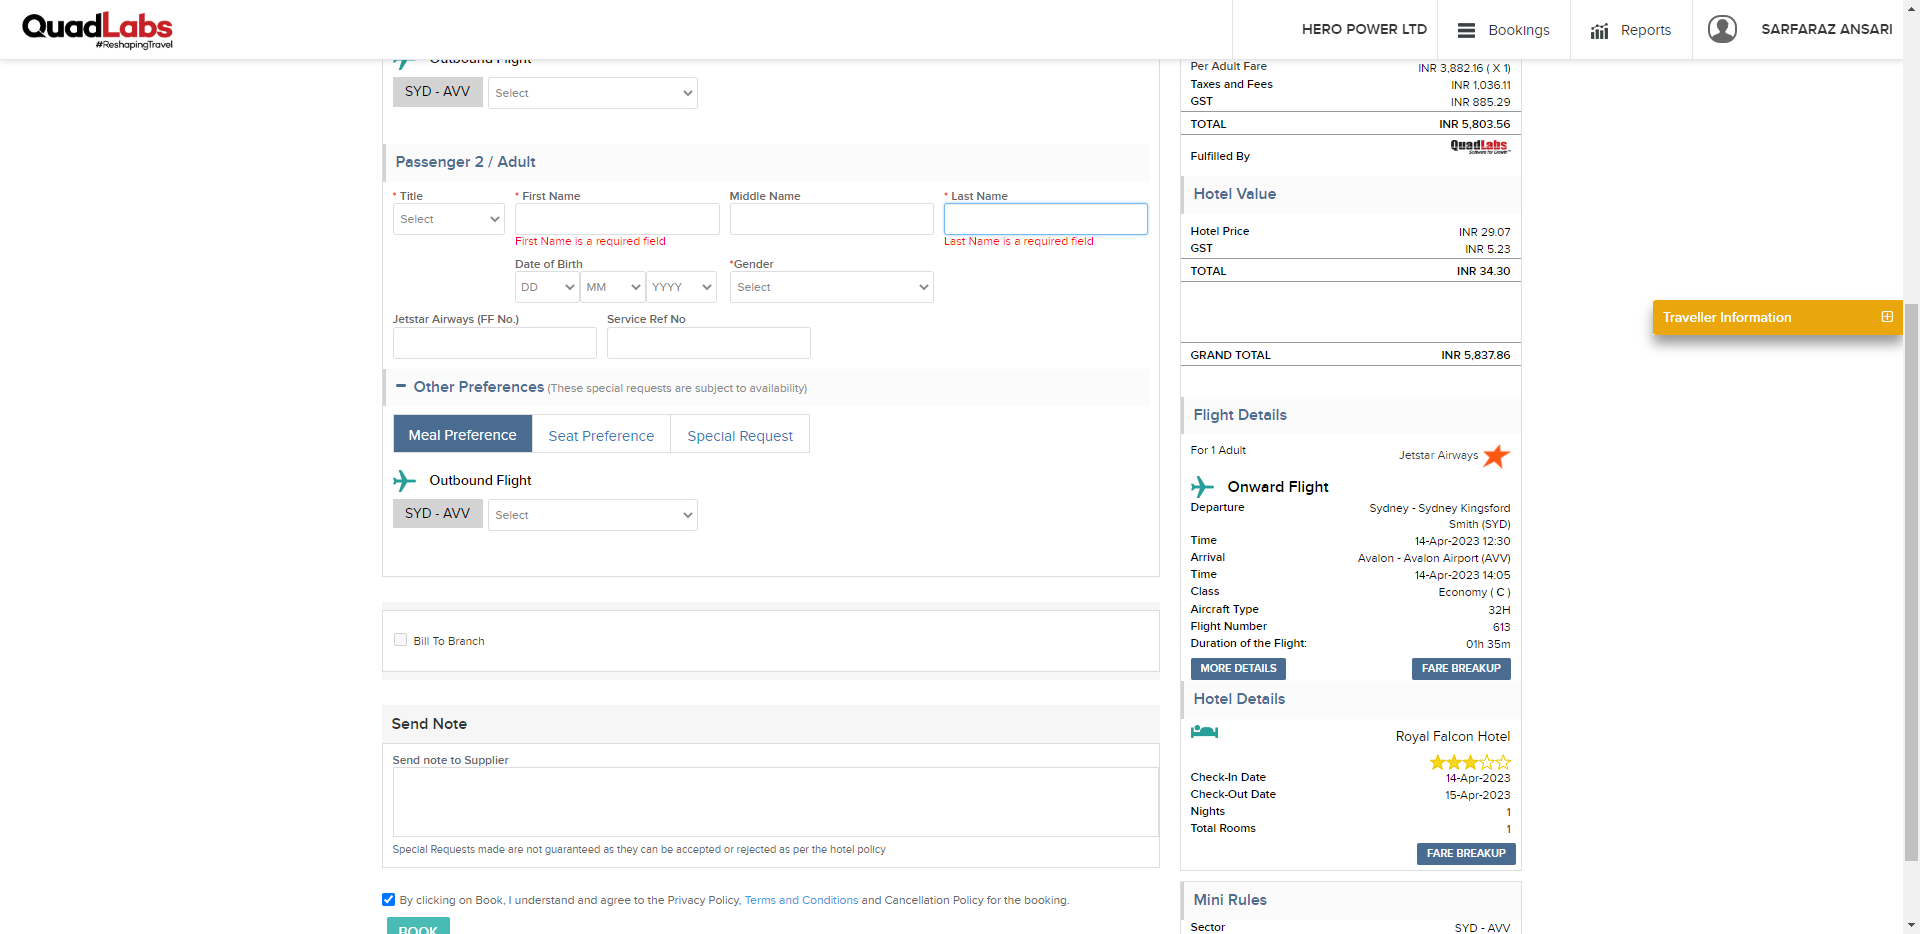 QuadLabs
#ReshapingTravel
HERO POWER LTD
Bookings
Reports
SARFARAZ ANSARI
Outbound Flight
SYD - AVV
Select
Passenger 2 / Adult
* Title
* First Name
Middle Name
* Last Name
Select
First Name is a required field
Last Name is a required field
Date of Birth
*Gender
DD
MM
YYYY
Select
Jetstar Airways (FF No.)
Service Ref No
Other Preferences (These special requests are subject to availability)
Meal Preference
Seat Preference
Special Request
Outbound Flight
SYD - AVV
Select
Bill To Branch
Send Note
Send note to Supplier
Special Requests made are not guaranteed as they can be accepted or rejected as per the hotel policy
By clicking on Book, I understand and agree to the Privacy Policy, Terms and Conditions and Cancellation Policy for the booking.
BOOK
Per Adult Fare INR 3,882.16 ( X 1)
Taxes and Fees INR 1,036.11
GST INR 885.29
TOTAL INR 5,803.56
Fulfilled By QuadLabs
Hotel Value
Hotel Price INR 29.07
GST INR 5.23
TOTAL INR 34.30
GRAND TOTAL INR 5,837.86
Flight Details
For 1 Adult Jetstar Airways
Onward Flight
Departure Sydney - Sydney Kingsford
Smith (SYD)
Time 14-Apr-2023 12:30
Arrival Avalon - Avalon Airport (AVV)
Time 14-Apr-2023 14:05
Class Economy ( C )
Aircraft Type 32H
Flight Number 613
Duration of the Flight: 01h 35m
MORE DETAILS
FARE BREAKUP
Hotel Details
Royal Falcon Hotel
Check-In Date 14-Apr-2023
Check-Out Date 15-Apr-2023
Nights 1
Total Rooms 1
FARE BREAKUP
Mini Rules
Sector SYD - AVV
Traveller Information